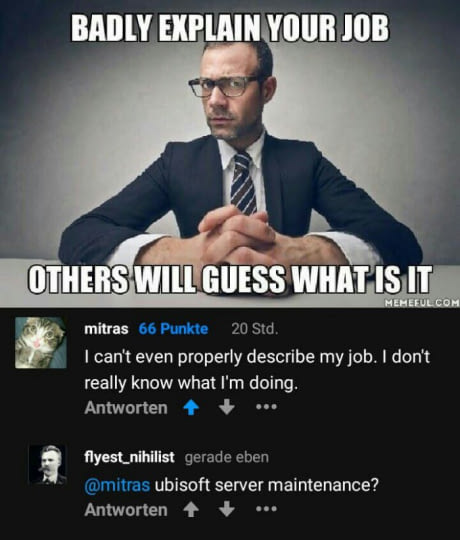 BADLY EXPLAIN YOUR JOB
OTHERS WILL GUESS WHAT IS IT
MEMEFUL.COM
mitras 66 Punkte 20 Std.
I can't even properly describe my job. I don't
really know what I'm doing.
Antworten
flyest_nihilist gerade eben
@mitras ubisoft server maintenance?
Antworten